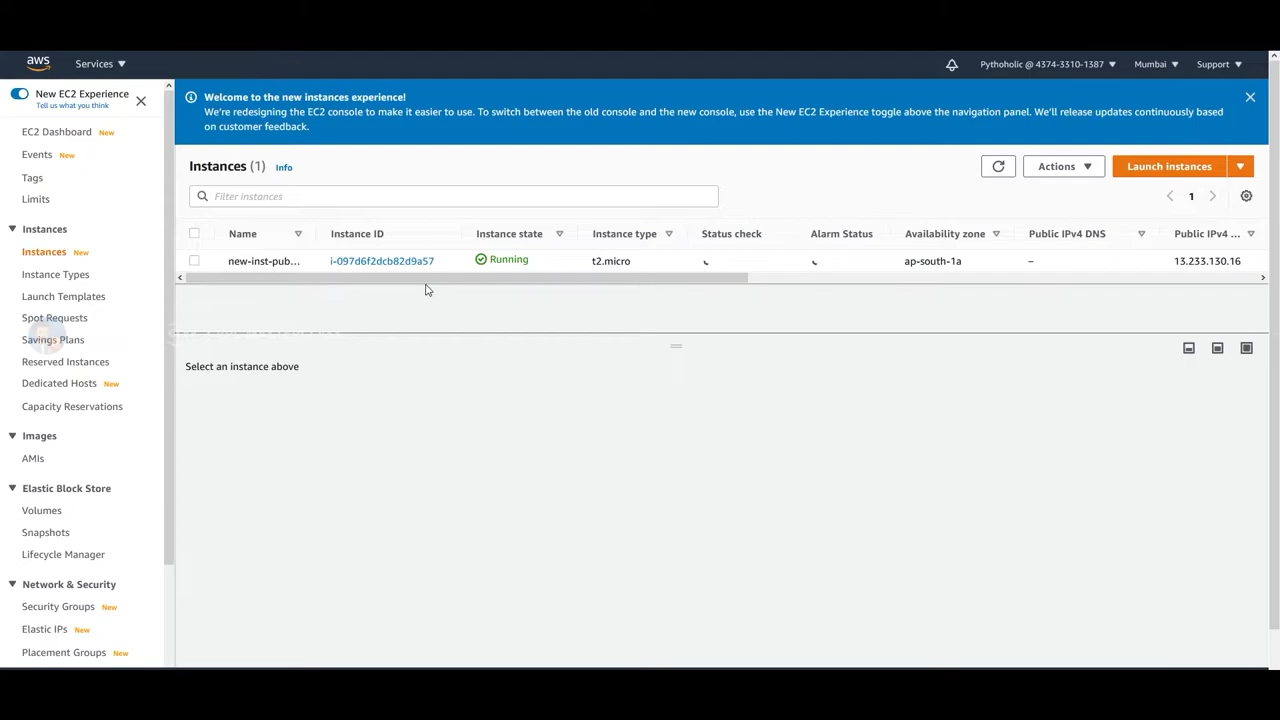 aws
Services
Pythoholic @ 4374-3310-1387
Mumbai
Support
New EC2 Experience
Tell us what you think
Welcome to the new instances experience!
We're redesigning the EC2 console to make it easier to use. To switch between the old console and the new console, use the New EC2 Experience toggle above the navigation panel. We'll release updates continuously based
on customer feedback.
EC2 Dashboard New
Events New
Tags
Limits
Instances
Instances New
Instance Types
Launch Templates
Spot Requests
Savings Plans
Reserved Instances
Dedicated Hosts New
Capacity Reservations
Images
AMIs
Elastic Block Store
Volumes
Snapshots
Lifecycle Manager
Network & Security
Security Groups New
Elastic IPs New
Placement Groups New
Instances (1) Info
Actions
Launch instances
Filter instances
1
Name Instance ID Instance state Instance type Status check Alarm Status Availability zone Public IPv4 DNS Public IPv4 ...
new-inst-pub... i-097d6f2dcb82d9a57 Running t2.micro ap-south-1a – 13.233.130.16
Select an instance above